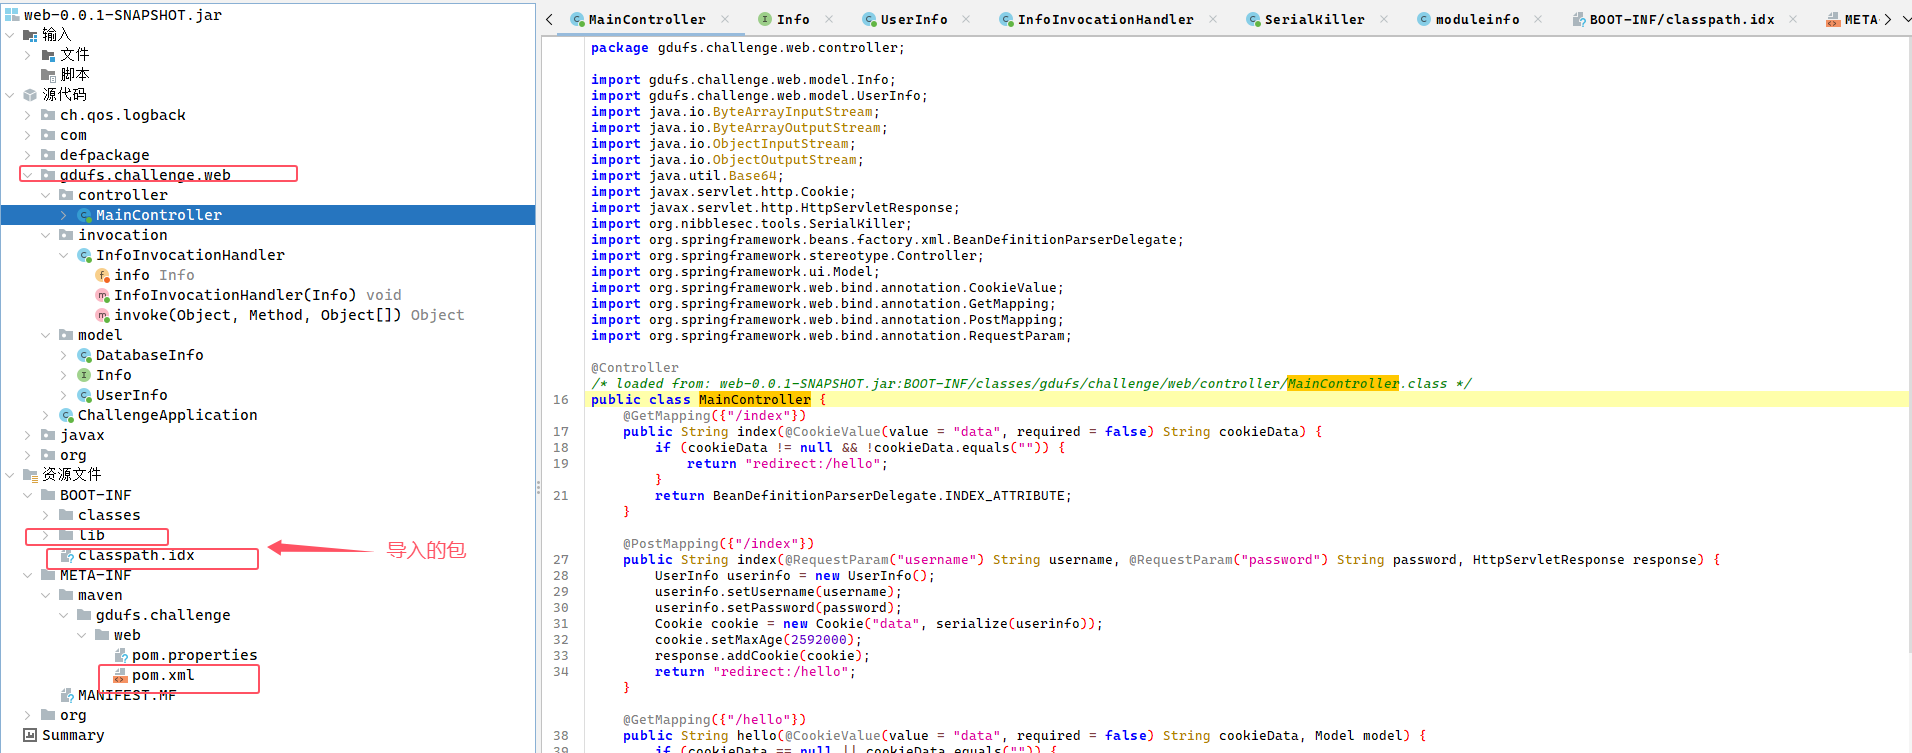 web-0.0.1-SNAPSHOT.jar
输入
文件
脚本
源代码
ch.qos.logback
com
defpackage
gdufs.challenge.web
controller
MainController
invocation
InfoInvocationHandler
info Info
InfoInvocationHandler(Info) void
invoke(Object, Method, Object[]) Object
model
DatabaseInfo
Info
UserInfo
ChallengeApplication
javax
org
资源文件
BOOT-INF
classes
lib
classpath.idx
导入的包
META-INF
maven
gdufs.challenge
web
pom.properties
pom.xml
MANIFEST.MF
org
Summary
MainController × Info × UserInfo × InfoInvocationHandler × SerialKiller × moduleinfo × BOOT-INF/classpath.idx × META
package gdufs.challenge.web.controller;
import gdufs.challenge.web.model.Info;
import gdufs.challenge.web.model.UserInfo;
import java.io.ByteArrayInputStream;
import java.io.ByteArrayOutputStream;
import java.io.ObjectInputStream;
import java.io.ObjectOutputStream;
import java.util.Base64;
import javax.servlet.http.Cookie;
import javax.servlet.http.HttpServletResponse;
import org.nibblesec.tools.SerialKiller;
import org.springframework.beans.factory.xml.BeanDefinitionParserDelegate;
import org.springframework.stereotype.Controller;
import org.springframework.ui.Model;
import org.springframework.web.bind.annotation.CookieValue;
import org.springframework.web.bind.annotation.GetMapping;
import org.springframework.web.bind.annotation.PostMapping;
import org.springframework.web.bind.annotation.RequestParam;
@Controller
/* loaded from: web-0.0.1-SNAPSHOT.jar:BOOT-INF/classes/gdufs/challenge/web/controller/MainController.class */
16 public class MainController {
@GetMapping({"/index"})
17 public String index(@CookieValue(value = "data", required = false) String cookieData) {
18 if (cookieData != null && !cookieData.equals("")) {
19 return "redirect:/hello";
}
21 return BeanDefinitionParserDelegate.INDEX_ATTRIBUTE;
}
@PostMapping({"/index"})
27 public String index(@RequestParam("username") String username, @RequestParam("password") String password, HttpServletResponse response) {
28 UserInfo userinfo = new UserInfo();
29 userinfo.setUsername(username);
30 userinfo.setPassword(password);
31 Cookie cookie = new Cookie("data", serialize(userinfo));
32 cookie.setMaxAge(2592000);
33 response.addCookie(cookie);
34 return "redirect:/hello";
}
@GetMapping({"/hello"})
38 public String hello(@CookieValue(value = "data", required = false) String cookieData, Model model) {
39 if (cookieData == null || cookieData.equals("")) {